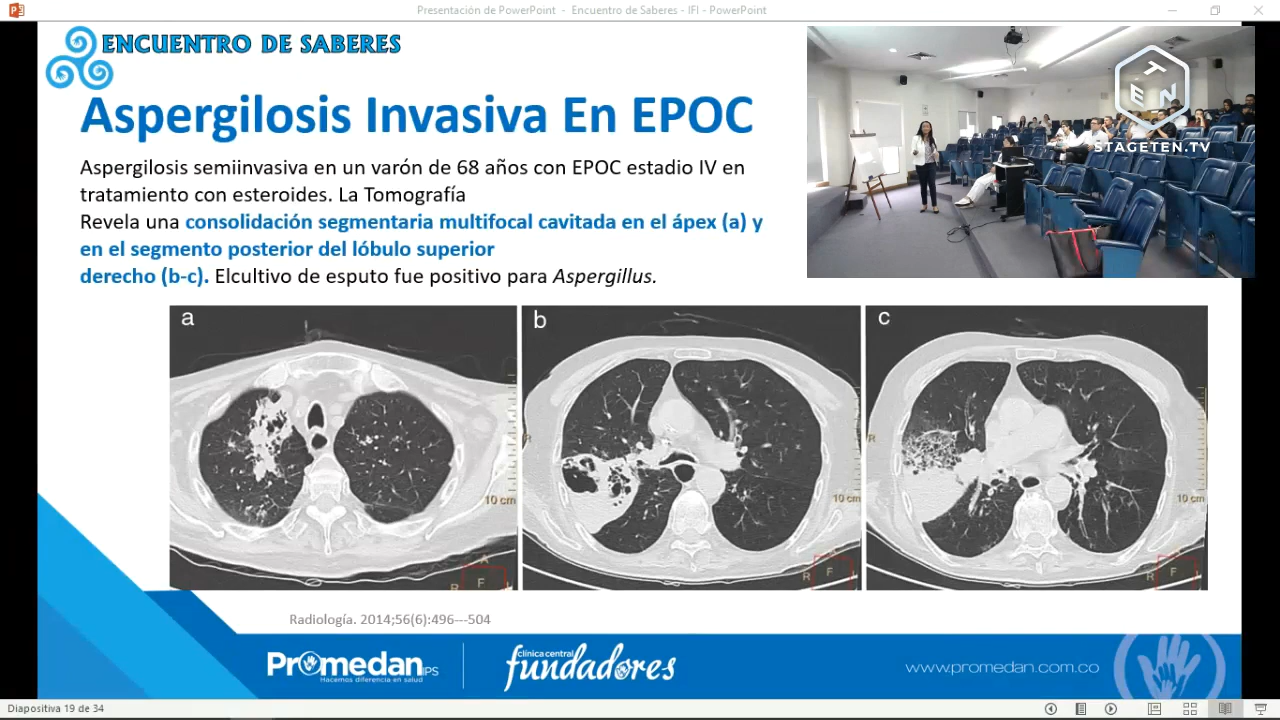 Presentación de PowerPoint - Encuentro de Saberes - IFI - PowerPoint
ENCUENTRO DE SABERES
TEN
STAGETEN.TV
Aspergilosis Invasiva En EPOC
Aspergilosis semiinvasiva en un varón de 68 años con EPOC estadio IV en
tratamiento con esteroides. La Tomografía
Revela una consolidación segmentaria multifocal cavitada en el ápex (a) y
en el segmento posterior del lóbulo superior
derecho (b-c). Elcultivo de esputo fue positivo para Aspergillus.
a
b
c
R
R
10 cm
10 cm
10 cm
A
R F L
R F
R F
Radiología. 2014;56(6):496---504
Promedan IPS
Hacemos diferencia en salud
clínica central
fundadores
www.promedan.com.co
Diapositiva 19 de 34